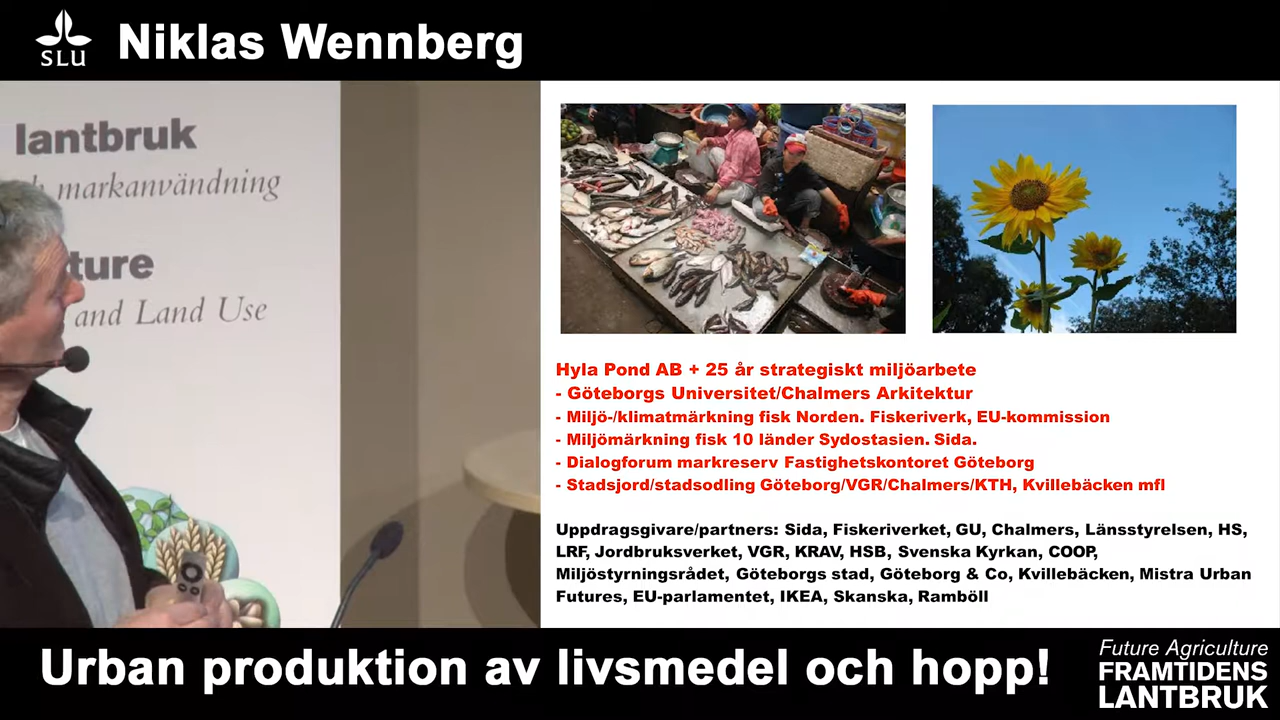 SLU
Niklas Wennberg
lantbruk
markanvändning
ture
and Land Use
Hyla Pond AB + 25 år strategiskt miljöarbete
- Göteborgs Universitet/Chalmers Arkitektur
- Miljö-/klimatmärkning fisk Norden. Fiskeriverk, EU-kommission
- Miljömärkning fisk 10 länder Sydostasien. Sida.
- Dialogforum markreserv Fastighetskontoret Göteborg
- Stadsjord/stadsodling Göteborg/VGR/Chalmers/KTH, Kvillebäcken mfl
Uppdragsgivare/partners: Sida, Fiskeriverket, GU, Chalmers, Länsstyrelsen, HS,
LRF, Jordbruksverket, VGR, KRAV, HSB, Svenska Kyrkan, COOP,
Miljöstyrningsrådet, Göteborgs stad, Göteborg & Co, Kvillebäcken, Mistra Urban
Futures, EU-parlamentet, IKEA, Skanska, Ramböll
Urban produktion av livsmedel och hopp!
Future Agriculture
FRAMTIDENS
LANTBRUK